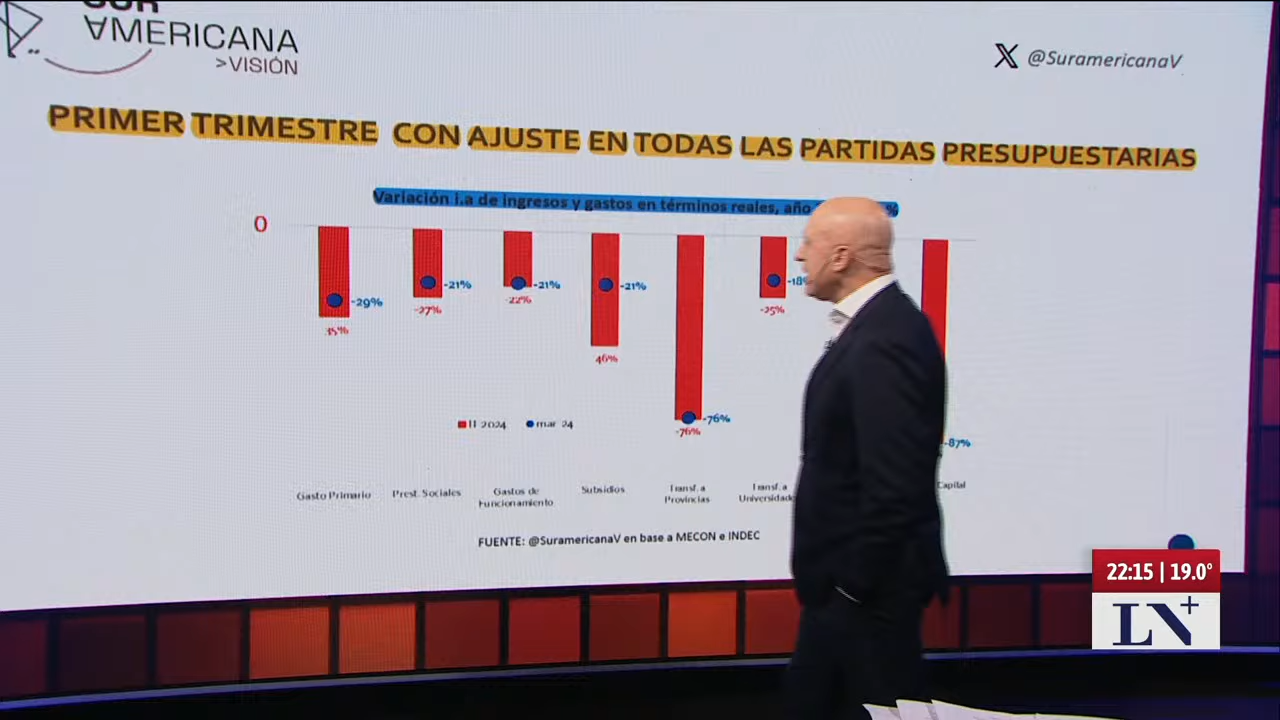 SUR
AMERICANA
>VISIÓN
X @SuramericanaV
PRIMER TRIMESTRE CON AJUSTE EN TODAS LAS PARTIDAS PRESUPUESTARIAS
Variación i.a de ingresos y gastos en términos reales, año %
0
-29% -21% -21% -21% -18%
35% -27% -22% 46% -25%
-76%
-76%
2024 mar 24
-87%
Gasto Primario Prest. Sociales Gastos de Funcionamiento Subsidios Transf. a Provincias Transf. a Capital
FUENTE: @SuramericanaV en base a MECON e INDEC
22:15 | 19.0°
LN+